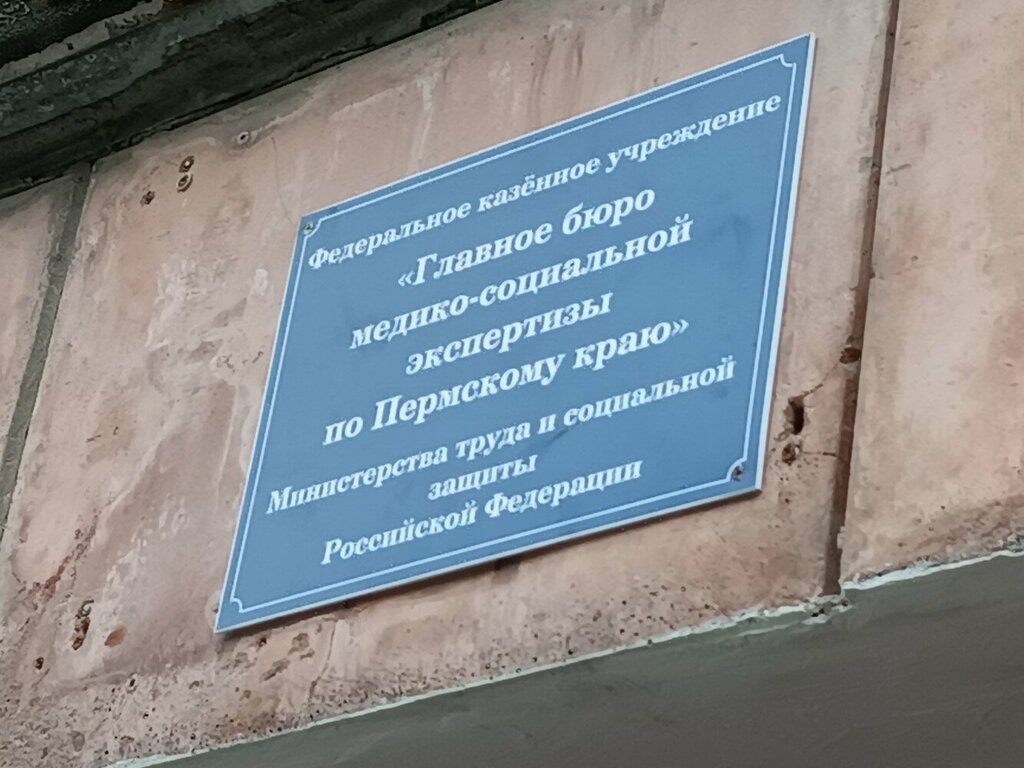 Федеральное казённое учреждение
«Главное бюро
медико-социальной
экспертизы
по Пермскому краю»
Министерства труда и социальной
защиты
Российской Федерации